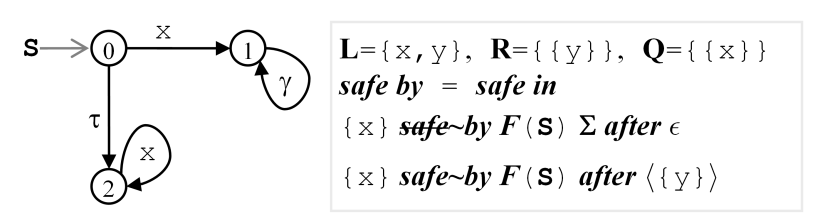 S 0 x 1
γ
τ
x
2
L={x,y}, R={{y}}, Q={{x}}
safe by = safe in
{x} safe~by F(S) Σ after ϵ
{x} safe~by F(S) after ⟨{y}⟩